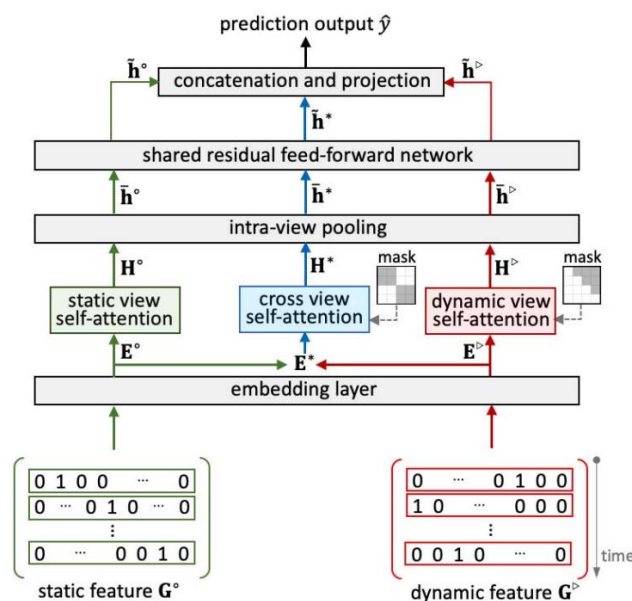 prediction output ŷ
h̃° h̃▷
concatenation and projection
h̃*
shared residual feed-forward network
h̄° h̄* h̄▷
intra-view pooling
mask mask
H° H* H▷
static view cross view dynamic view
self-attention self-attention self-attention
E° E* E▷
embedding layer
0 1 0 0 ... 0 0 ... 0 1 0 0
0 ... 0 1 0 ... 0 1 0 ... 0 0 0
⋮ ⋮
0 ... 0 0 1 0 0 0 1 0 ... 0
time
static feature G° dynamic feature G▷